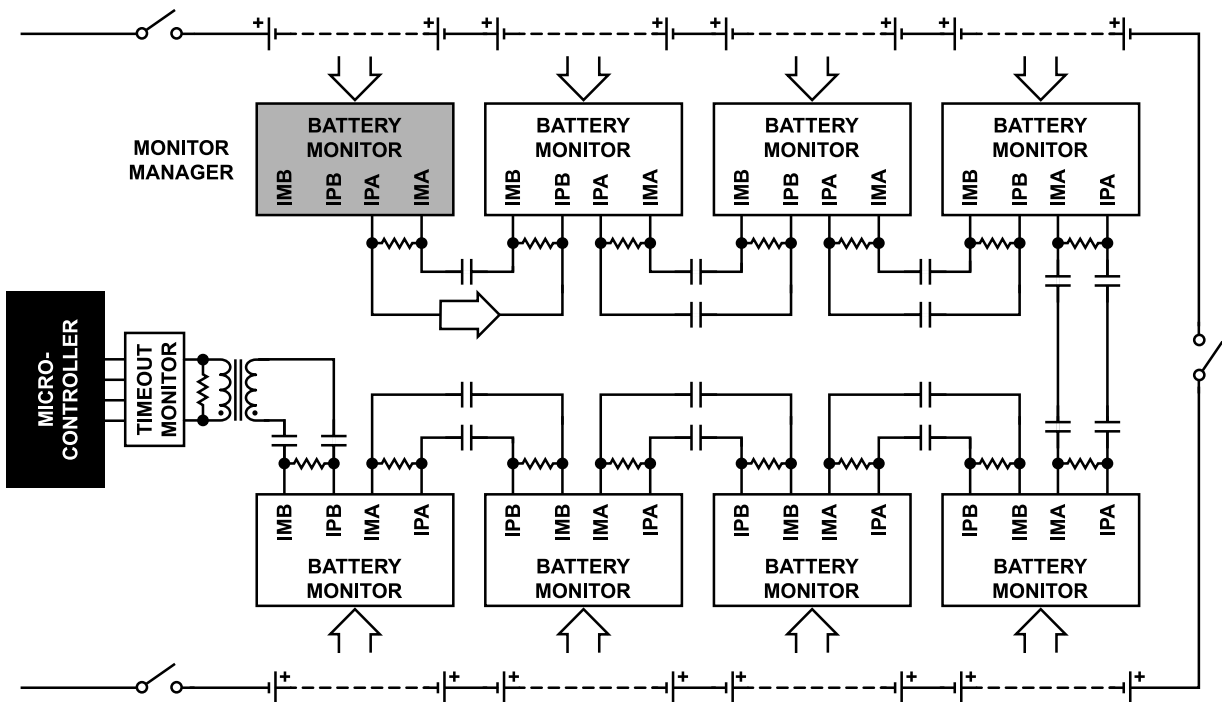 + + + + + + + +
MONITOR
MANAGER
BATTERY
MONITOR
IMB IPB IPA IMA
BATTERY
MONITOR
IMB IPB IPA IMA
BATTERY
MONITOR
IMB IPB IPA IMA
BATTERY
MONITOR
IMB IPB IMA IPA
MICRO-
CONTROLLER
TIMEOUT
MONITOR
IMB IPB IMA IPA
BATTERY
MONITOR
IPB IMB IMA IPA
BATTERY
MONITOR
IPB IMB IMA IPA
BATTERY
MONITOR
IPB IMB IMA IPA
BATTERY
MONITOR
+ + + + + + + +